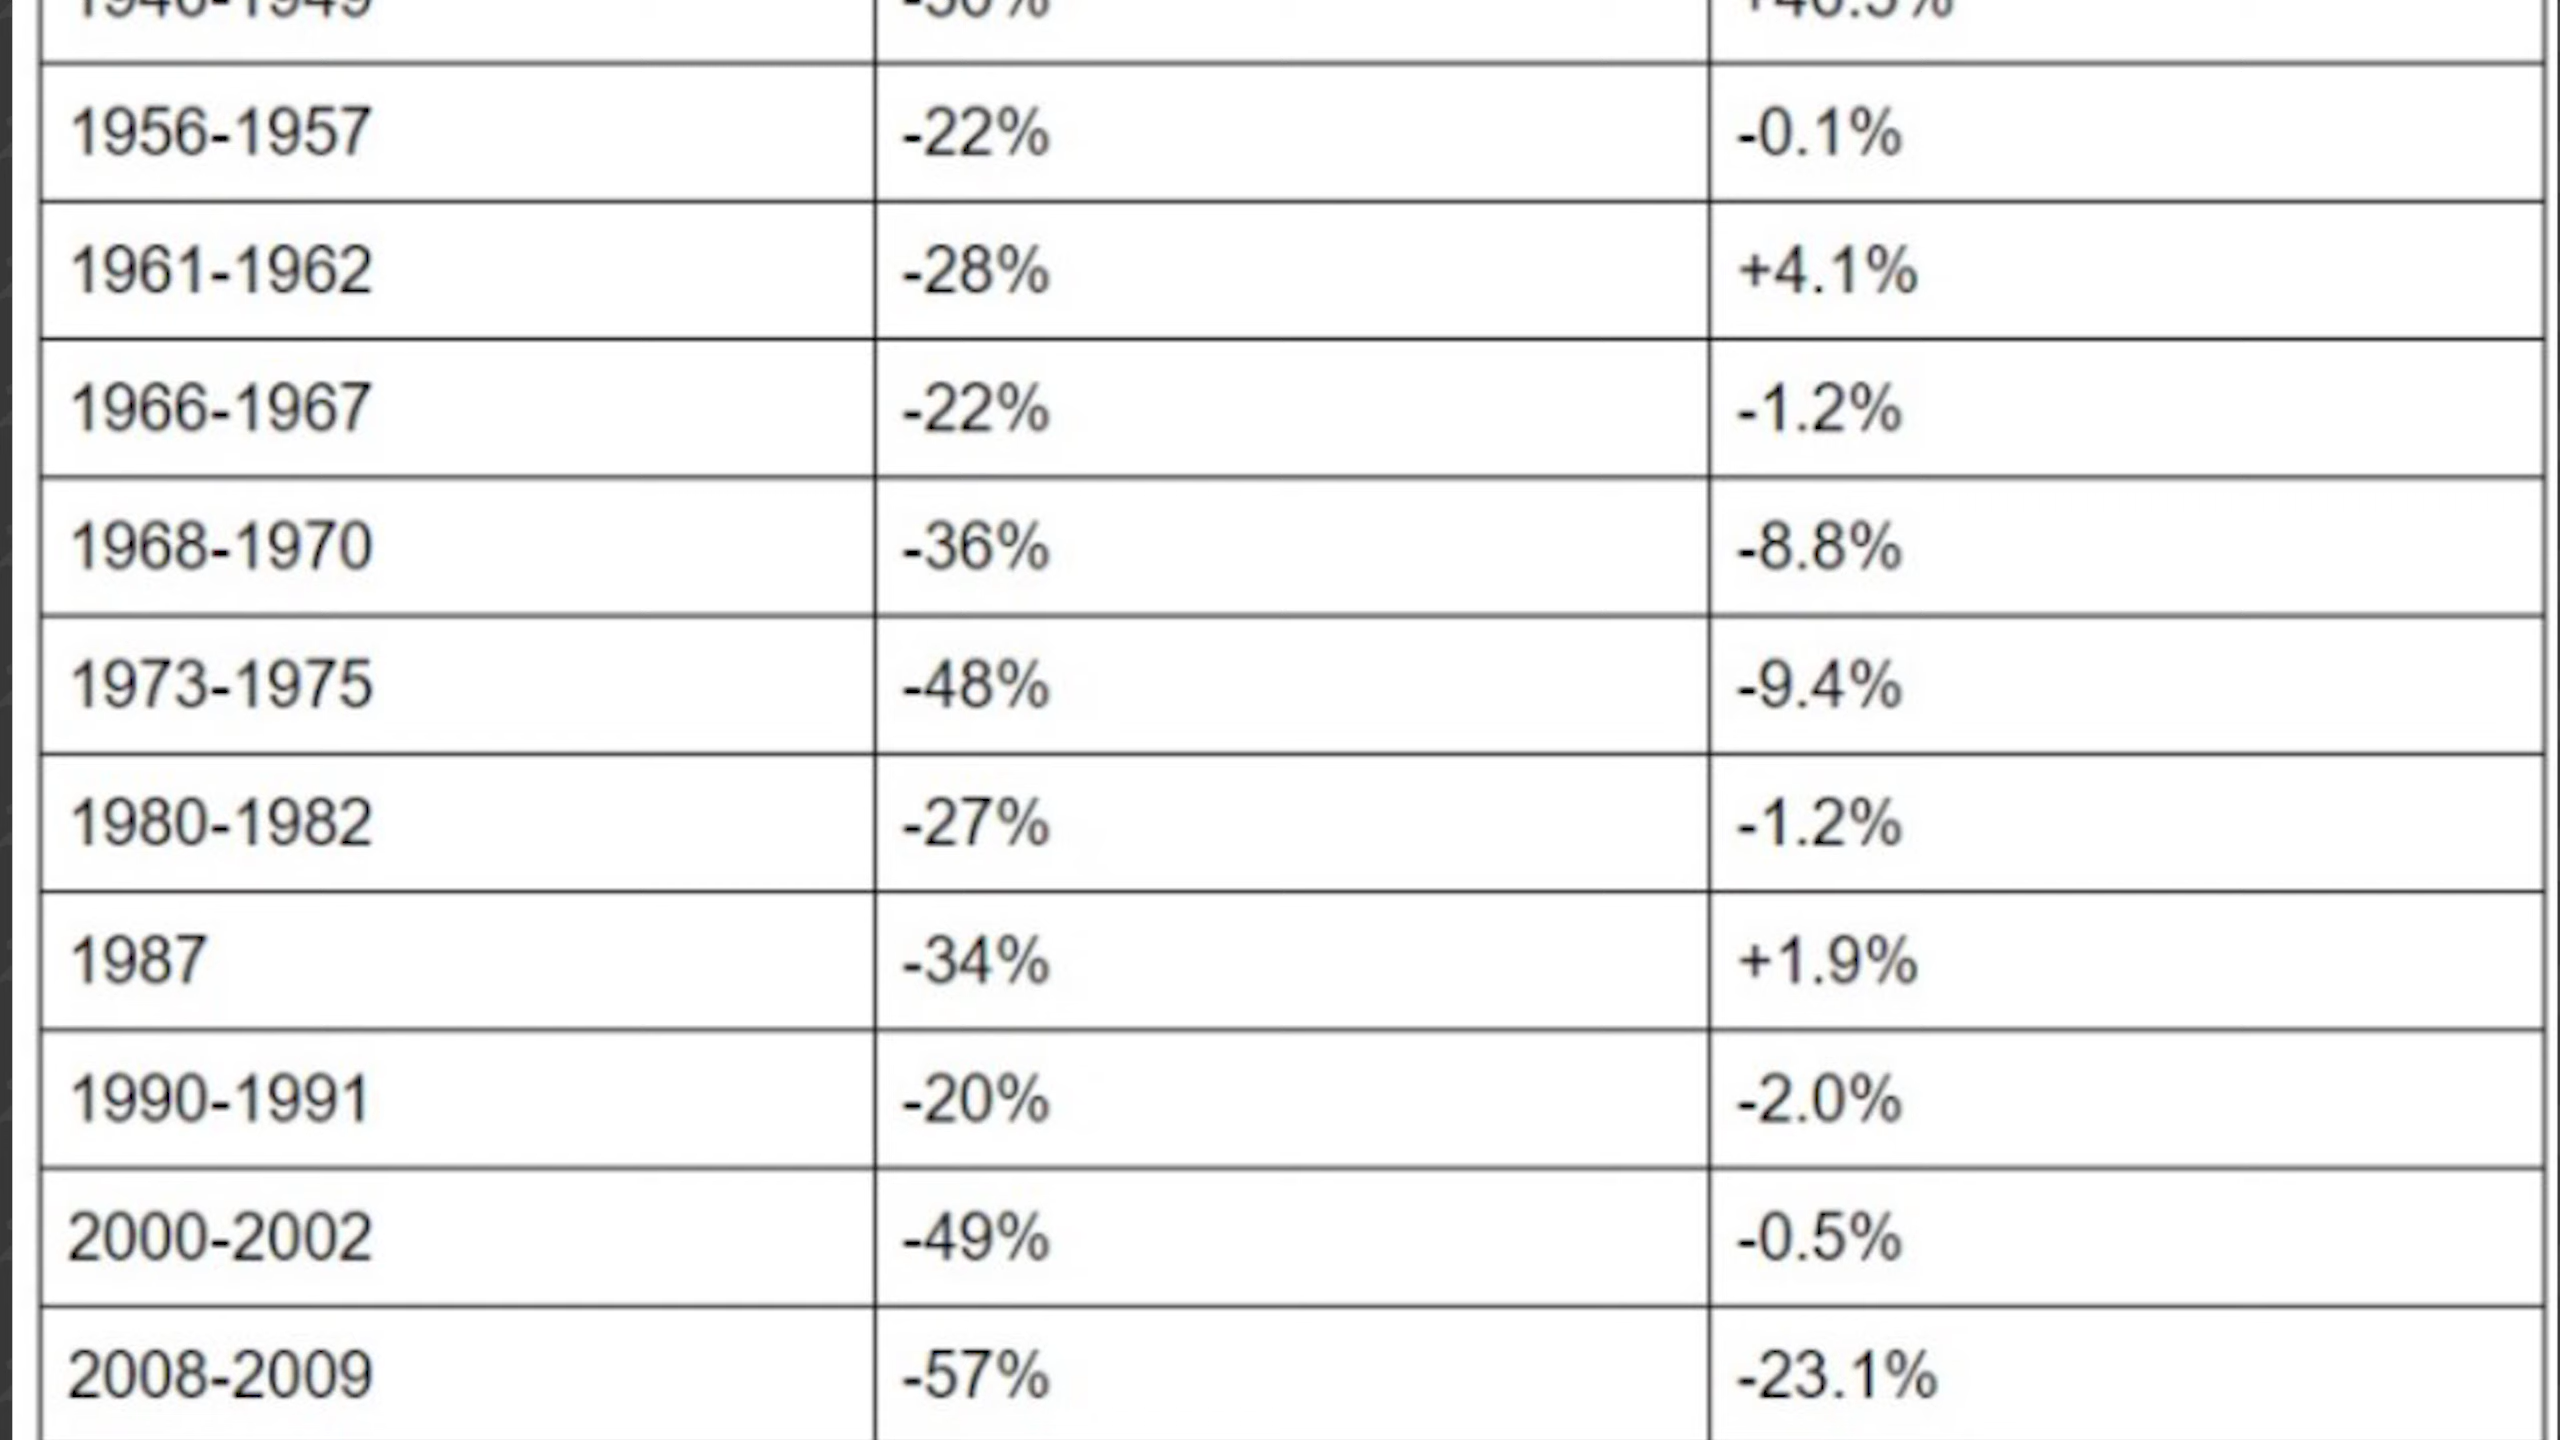 1956-1957 -22% -0.1%
1961-1962 -28% +4.1%
1966-1967 -22% -1.2%
1968-1970 -36% -8.8%
1973-1975 -48% -9.4%
1980-1982 -27% -1.2%
1987 -34% +1.9%
1990-1991 -20% -2.0%
2000-2002 -49% -0.5%
2008-2009 -57% -23.1%